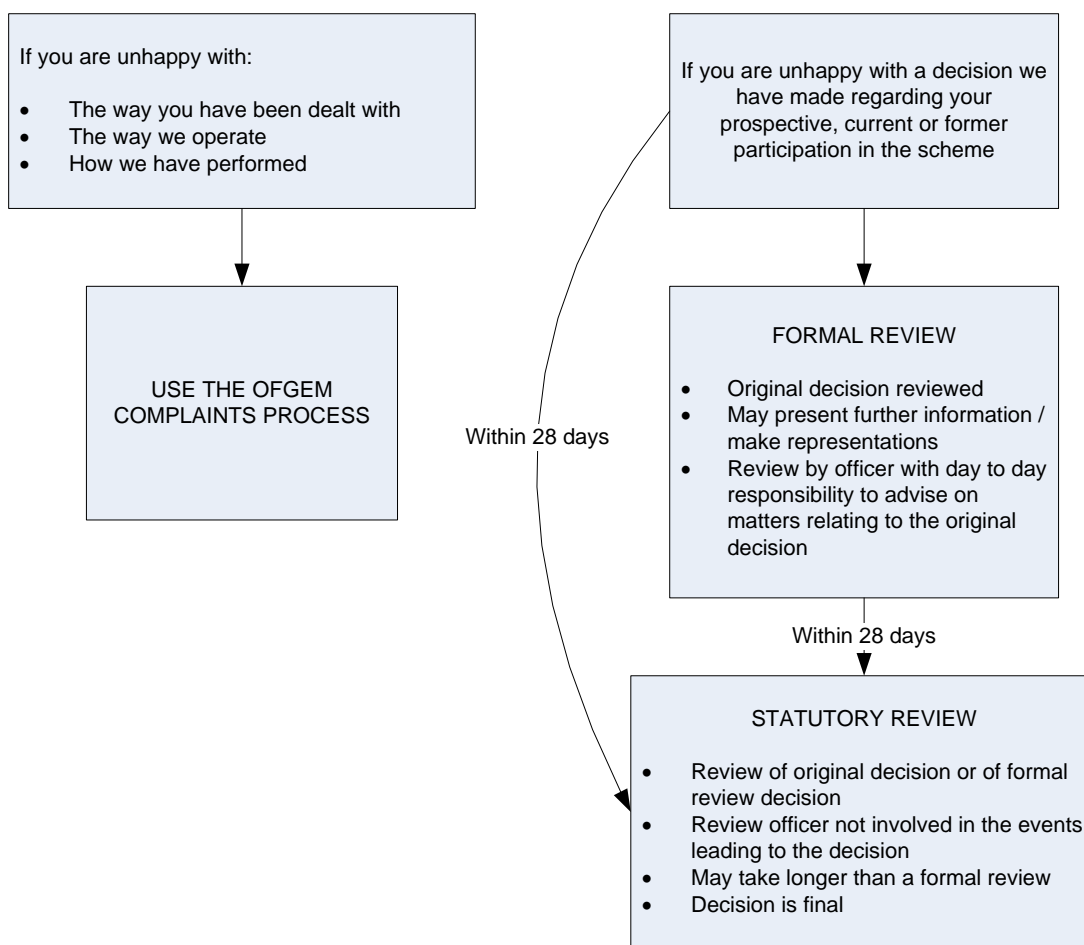 If you are unhappy with:
• The way you have been dealt with
• The way we operate
• How we have performed
USE THE OFGEM
COMPLAINTS PROCESS
If you are unhappy with a decision we
have made regarding your
prospective, current or former
participation in the scheme
Within 28 days
FORMAL REVIEW
• Original decision reviewed
• May present further information /
make representations
• Review by officer with day to day
responsibility to advise on
matters relating to the original
decision
Within 28 days
STATUTORY REVIEW
• Review of original decision or of formal
review decision
• Review officer not involved in the events
leading to the decision
• May take longer than a formal review
• Decision is final